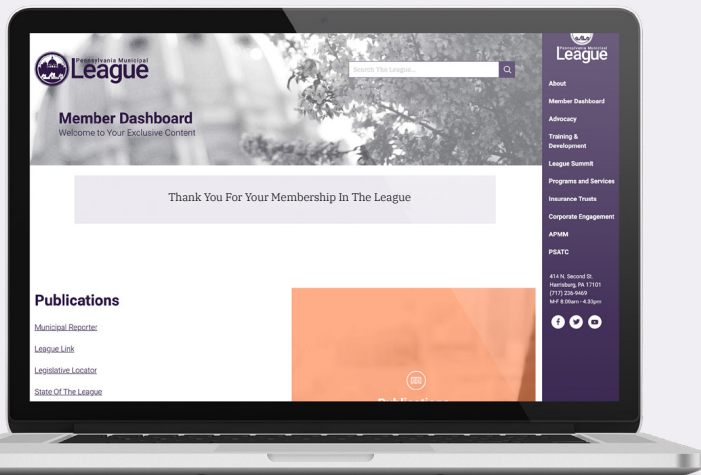 Pennsylvania Municipal
League
Search The League...
Member Dashboard
Welcome to Your Exclusive Content
Thank You For Your Membership In The League
Publications
Municipal Reporter
League Link
Legislative Locator
State Of The League
Publications
Pennsylvania Municipal
League
About
Member Dashboard
Advocacy
Training &
Development
League Summit
Programs and Services
Insurance Trusts
Corporate Engagement
APMM
PSATC
414 N. Second St.
Harrisburg, PA 17101
(717) 236-9469
M-F 8:00am - 4:30pm